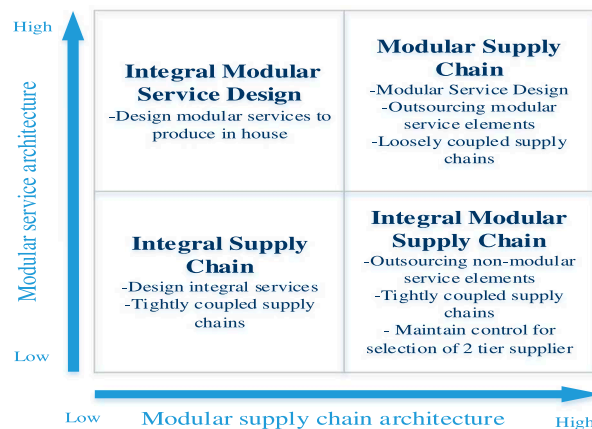 High
Modular service architecture
Low
Integral Modular
Service Design
-Design modular services to
produce in house
Modular Supply
Chain
-Modular Service Design
-Outsourcing modular
service elements
-Loosely coupled supply
chains
Integral Supply
Chain
-Design integral services
-Tightly coupled supply
chains
Integral Modular
Supply Chain
-Outsourcing non-modular
service elements
-Tightly coupled supply
chains
- Maintain control for
selection of 2 tier supplier
Low
Modular supply chain architecture
High